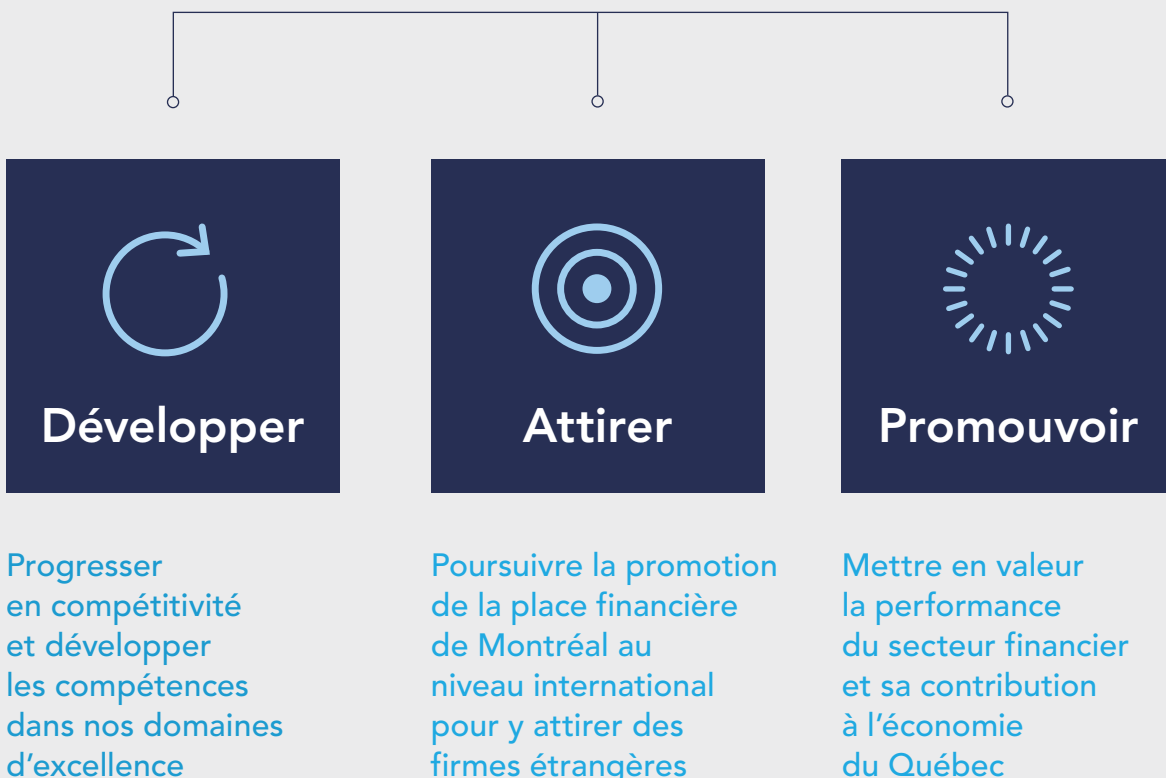 Développer
Attirer
Promouvoir
Progresser
en compétitivité
et développer
les compétences
dans nos domaines
d’excellence
Poursuivre la promotion
de la place financière
de Montréal au
niveau international
pour y attirer des
firmes étrangères
Mettre en valeur
la performance
du secteur financier
et sa contribution
à l’économie
du Québec